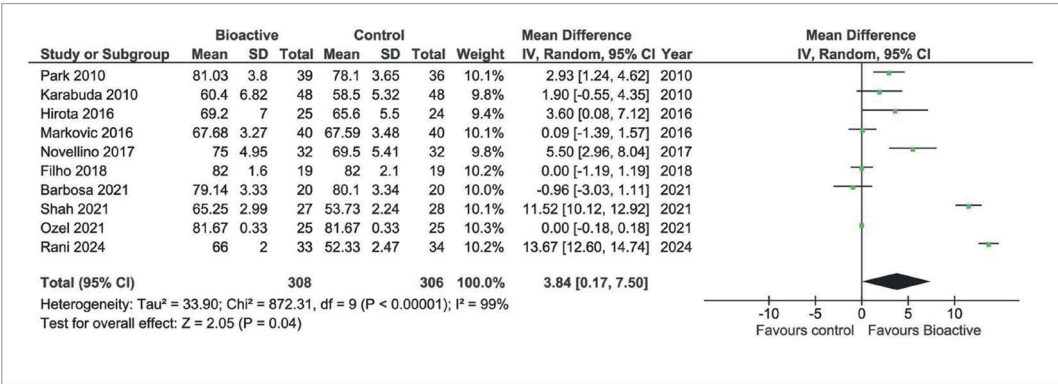 Bioactive Control Mean Difference Mean Difference
Study or Subgroup Mean SD Total Mean SD Total Weight IV, Random, 95% CI Year IV, Random, 95% CI
Park 2010 81.03 3.8 39 78.1 3.65 36 10.1% 2.93 [1.24, 4.62] 2010
Karabuda 2010 60.4 6.82 48 58.5 5.32 48 9.8% 1.90 [-0.55, 4.35] 2010
Hirota 2016 69.2 7 25 65.6 5.5 24 9.4% 3.60 [0.08, 7.12] 2016
Markovic 2016 67.68 3.27 40 67.59 3.48 40 10.1% 0.09 [-1.39, 1.57] 2016
Novellino 2017 75 4.95 32 69.5 5.41 32 9.8% 5.50 [2.96, 8.04] 2017
Filho 2018 82 1.6 19 82 2.1 19 10.2% 0.00 [-1.19, 1.19] 2018
Barbosa 2021 79.14 3.33 20 80.1 3.34 20 10.0% -0.96 [-3.03, 1.11] 2021
Shah 2021 65.25 2.99 27 53.73 2.24 28 10.1% 11.52 [10.12, 12.92] 2021
Ozel 2021 81.67 0.33 25 81.67 0.33 25 10.2% 0.00 [-0.18, 0.18] 2021
Rani 2024 66 2 33 52.33 2.47 34 10.2% 13.67 [12.60, 14.74] 2024
Total (95% CI) 308 306 100.0% 3.84 [0.17, 7.50]
Heterogeneity: Tau² = 33.90; Chi² = 872.31, df = 9 (P < 0.00001); I² = 99%
Test for overall effect: Z = 2.05 (P = 0.04)
-10 -5 0 5 10
Favours control Favours Bioactive